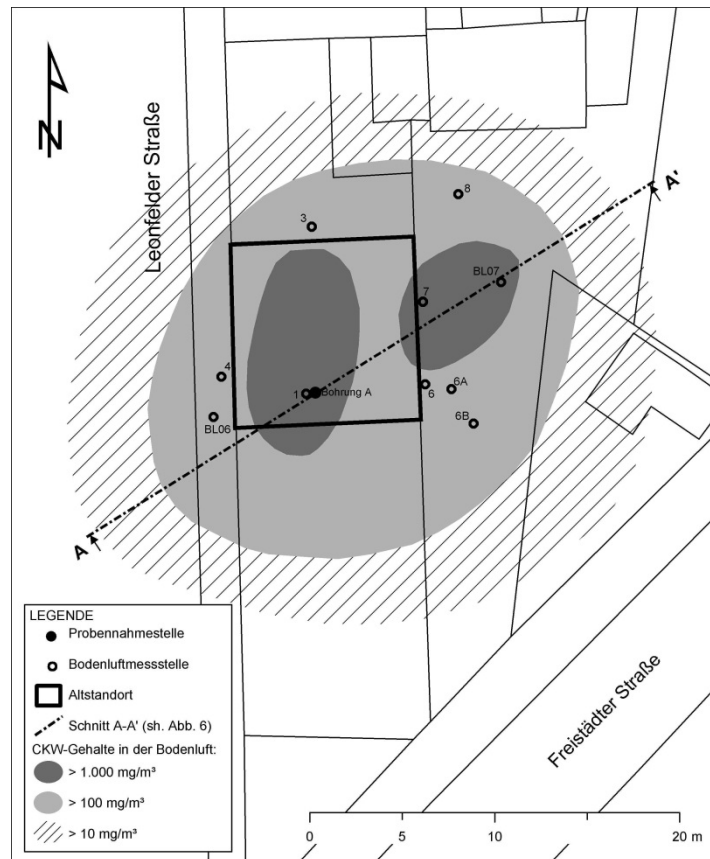 N
Leonfelder Straße
8
A'
3
BL07
7
4
1
Bohrung A
6
6A
BL06
6B
A
LEGENDE
Probennahmestelle
Bodenluftmessstelle
Altstandort
Schnitt A-A' (sh. Abb. 6)
CKW-Gehalte in der Bodenluft:
> 1.000 mg/m³
> 100 mg/m³
> 10 mg/m³
Freistädter Straße
0 5 10 20 m